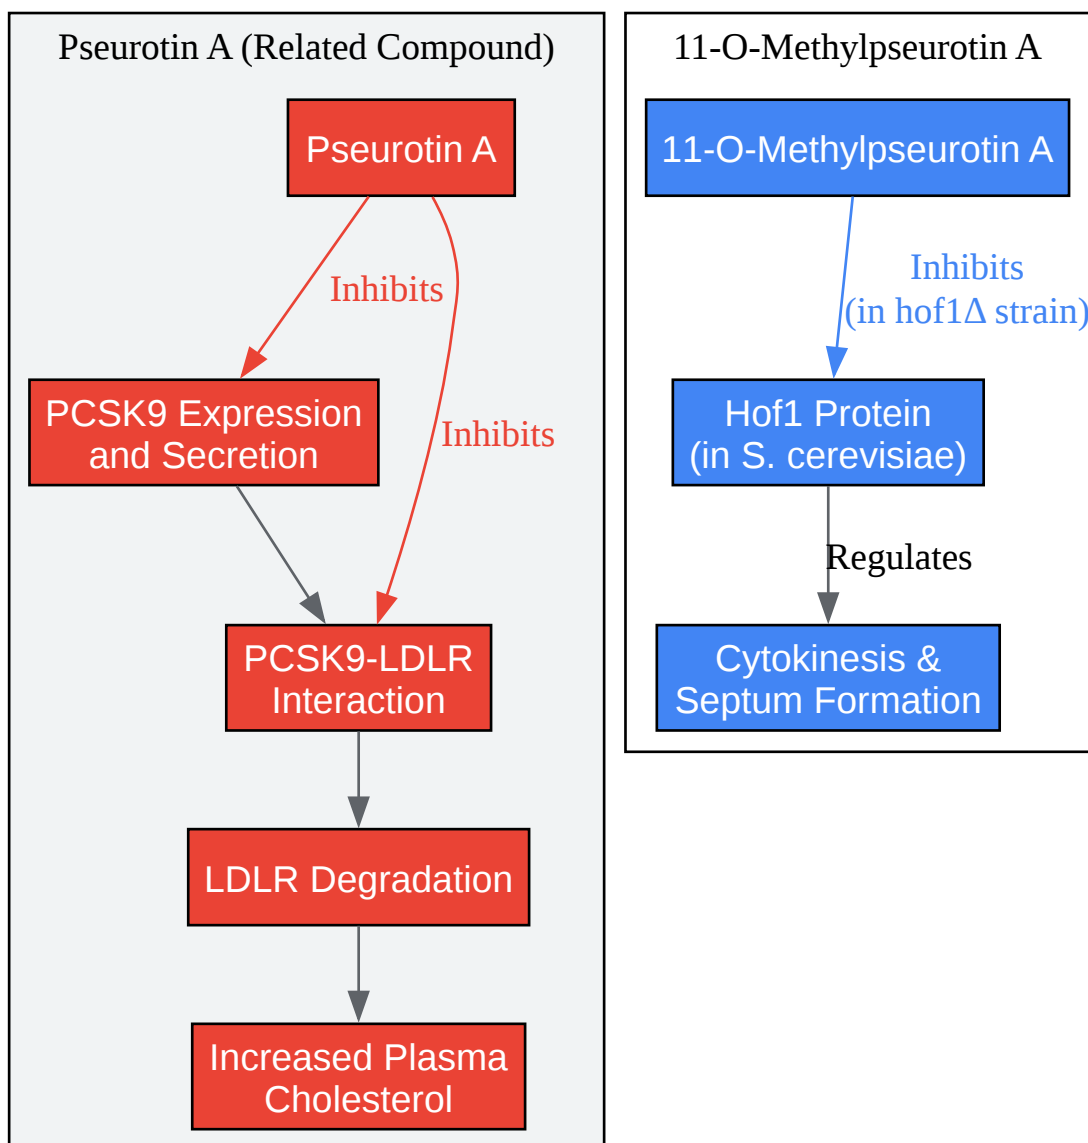 Pseurotin A (Related Compound)
Pseurotin A
Inhibits
PCSK9 Expression
and Secretion
Inhibits
PCSK9-LDLR
Interaction
LDLR Degradation
Increased Plasma
Cholesterol
11-O-Methylpseurotin A
11-O-Methylpseurotin A
Inhibits
(in hof1Δ strain)
Hof1 Protein
(in S. cerevisiae)
Regulates
Cytokinesis &
Septum Formation